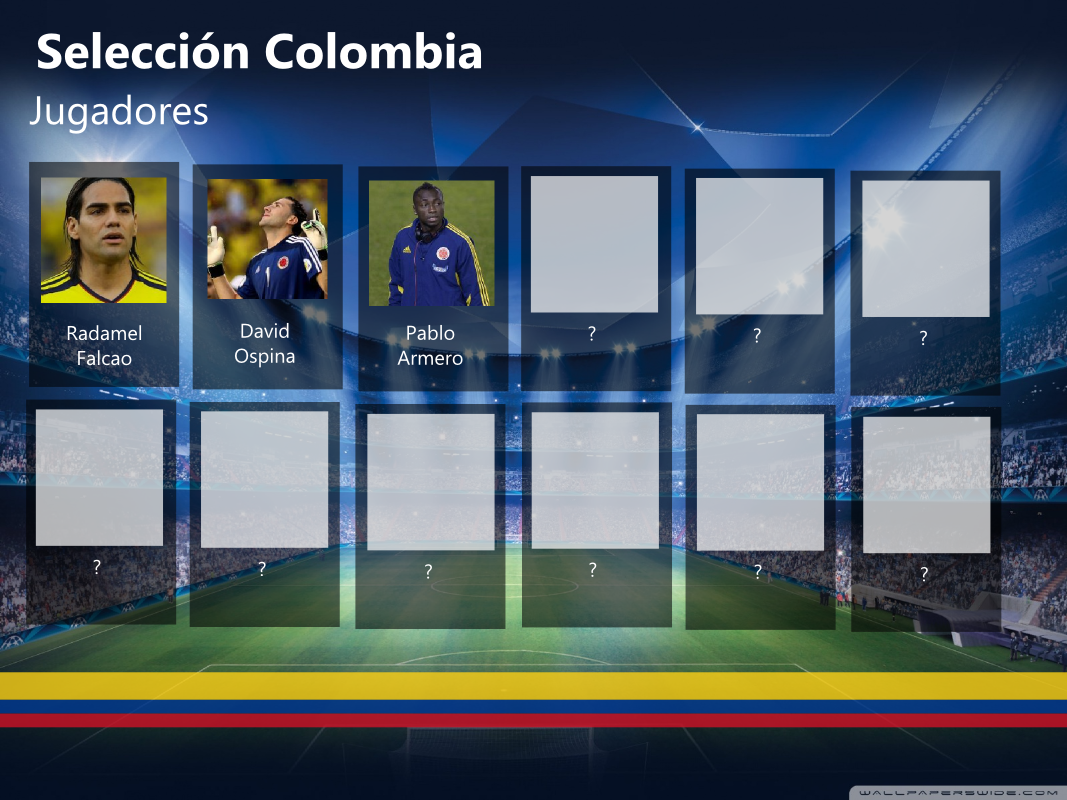 Selección Colombia
Jugadores
Radamel
Falcao
David
Ospina
Pablo
Armero
?
?
?
?
?
?
?
?
?
WALLPAPERSWIDE.COM